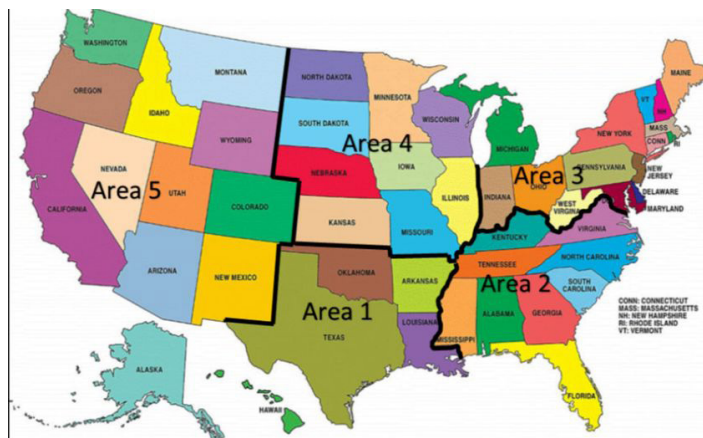 WASHINGTON
MONTANA
NORTH DAKOTA
MINNESOTA
MAINE
OREGON
IDAHO
SOUTH DAKOTA
WISCONSIN
VT
NH
WYOMING
Area 4
MICHIGAN
NEW YORK
MASS
CONN
RI
NEVADA
Area 5
UTAH
NEBRASKA
IOWA
Area 3
PENNSYLVANIA
NEW
JERSEY
CALIFORNIA
COLORADO
ILLINOIS
INDIANA
OHIO
WEST
VIRGINIA
DELAWARE
MARYLAND
KANSAS
MISSOURI
KENTUCKY
VIRGINIA
ARIZONA
NEW MEXICO
OKLAHOMA
ARKANSAS
TENNESSEE
NORTH CAROLINA
Area 1
Area 2
SOUTH
CAROLINA
TEXAS
LOUISIANA
MISSISSIPPI
ALABAMA
GEORGIA
CONN: CONNECTICUT
MASS: MASSACHUSETTS
NH: NEW HAMPSHIRE
RI: RHODE ISLAND
VT: VERMONT
ALASKA
HAWAII
FLORIDA